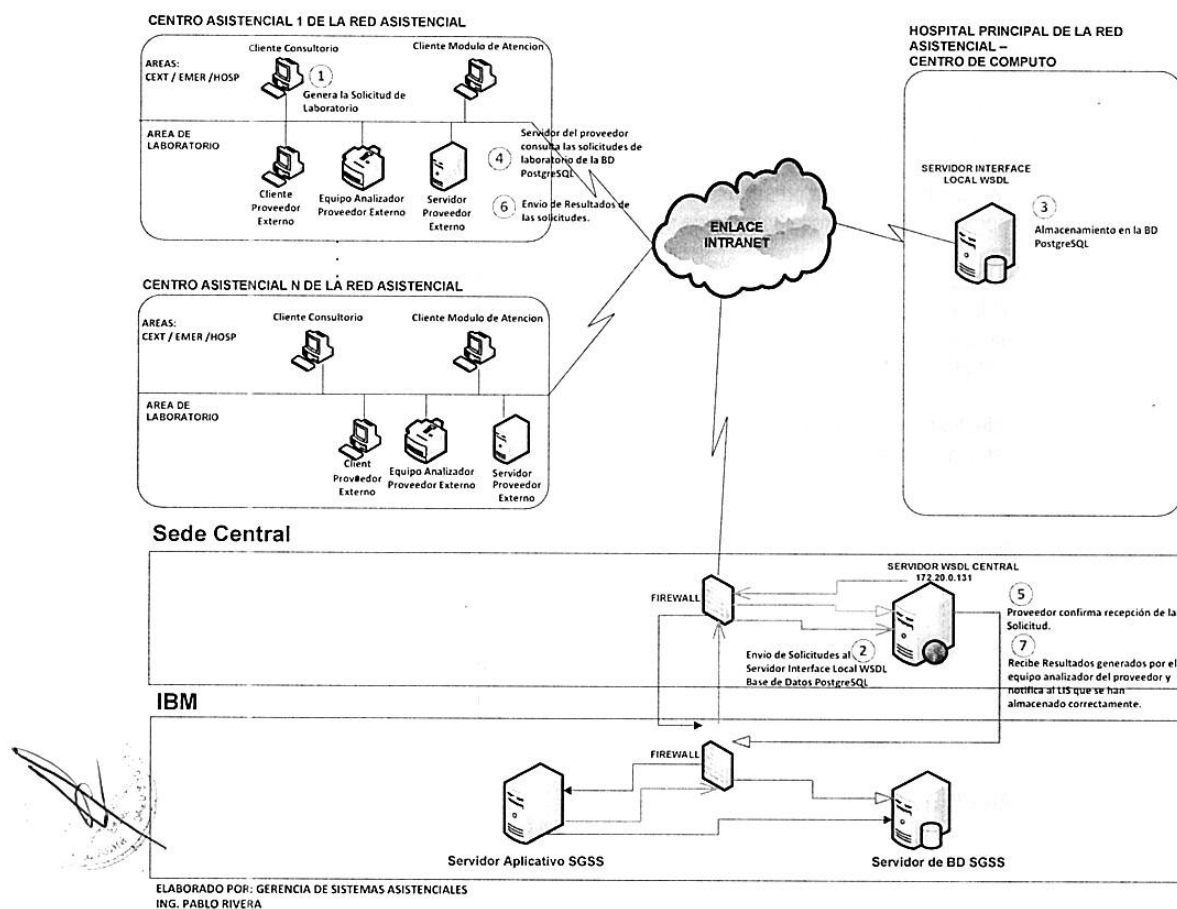 CENTRO ASISTENCIAL 1 DE LA RED ASISTENCIAL
Cliente Consultorio
Cliente Modulo de Atencion
AREAS:
CEXT / EMER /HOSP
1
Genera la Solicitud de
Laboratorio
AREA DE
LABORATORIO
Cliente
Proveedor
Externo
Equipo Analizador
Proveedor Externo
Servidor
Proveedor
Externo
4
Servidor del proveedor
consulta las solicitudes de
laboratorio de la BD
PostgreSQL
6
Envio de Resultados de
las solicitudes.
HOSPITAL PRINCIPAL DE LA RED
ASISTENCIAL –
CENTRO DE COMPUTO
SERVIDOR INTERFACE
LOCAL WSDL
3
Almacenamiento en la BD
PostgreSQL
ENLACE
INTRANET
CENTRO ASISTENCIAL N DE LA RED ASISTENCIAL
AREAS:
CEXT / EMER /HOSP
Cliente Consultorio
Cliente Modulo de Atencion
AREA DE
LABORATORIO
Client
Proveedor
Externo
Equipo Analizador
Proveedor Externo
Servidor
Proveedor
Externo
Sede Central
FIREWALL
SERVIDOR WSDL CENTRAL
172.20.0.131
5
Proveedor confirma recepción de la
Solicitud.
2
Envio de Solicitudes al
Servidor Interface Local WSDL
Base de Datos PostgreSQL
7
Recibe Resultados generados por el
equipo analizador del proveedor y
notifica al LIS que se han
almacenado correctamente.
IBM
FIREWALL
Servidor Aplicativo SGSS
Servidor de BD SGSS
ELABORADO POR: GERENCIA DE SISTEMAS ASISTENCIALES
ING. PABLO RIVERA